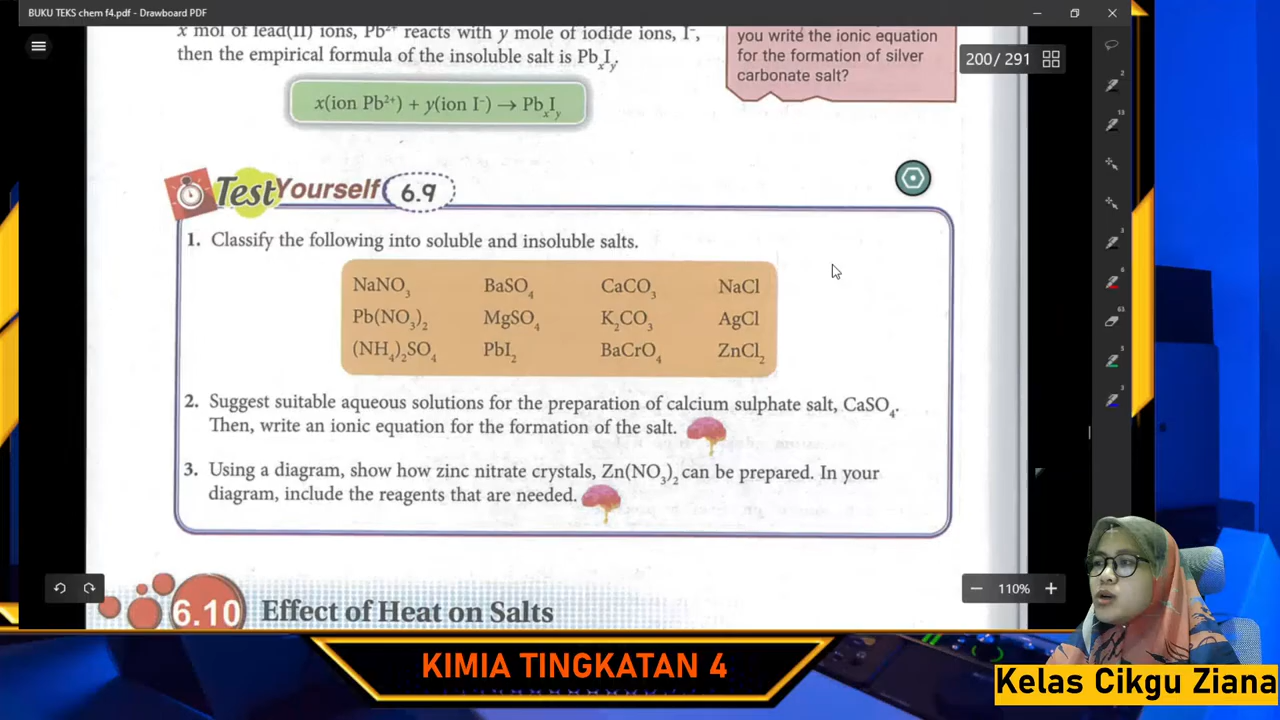 BUKU TEKS chem f4.pdf - Drawboard PDF
x mol of lead(II) ions, Pb²⁺ reacts with y mole of iodide ions, I⁻,
then the empirical formula of the insoluble salt is PbₓIᵧ.
x(ion Pb²⁺) + y(ion I⁻) → PbₓIᵧ
you write the ionic equation
for the formation of silver
carbonate salt?
200 / 291
Test Yourself 6.9
1. Classify the following into soluble and insoluble salts.
NaNO₃ BaSO₄ CaCO₃ NaCl
Pb(NO₃)₂ MgSO₄ K₂CO₃ AgCl
(NH₄)₂SO₄ PbI₂ BaCrO₄ ZnCl₂
2. Suggest suitable aqueous solutions for the preparation of calcium sulphate salt, CaSO₄.
Then, write an ionic equation for the formation of the salt.
3. Using a diagram, show how zinc nitrate crystals, Zn(NO₃)₂ can be prepared. In your
diagram, include the reagents that are needed.
6.10 Effect of Heat on Salts
110%
KIMIA TINGKATAN 4
Kelas Cikgu Ziana